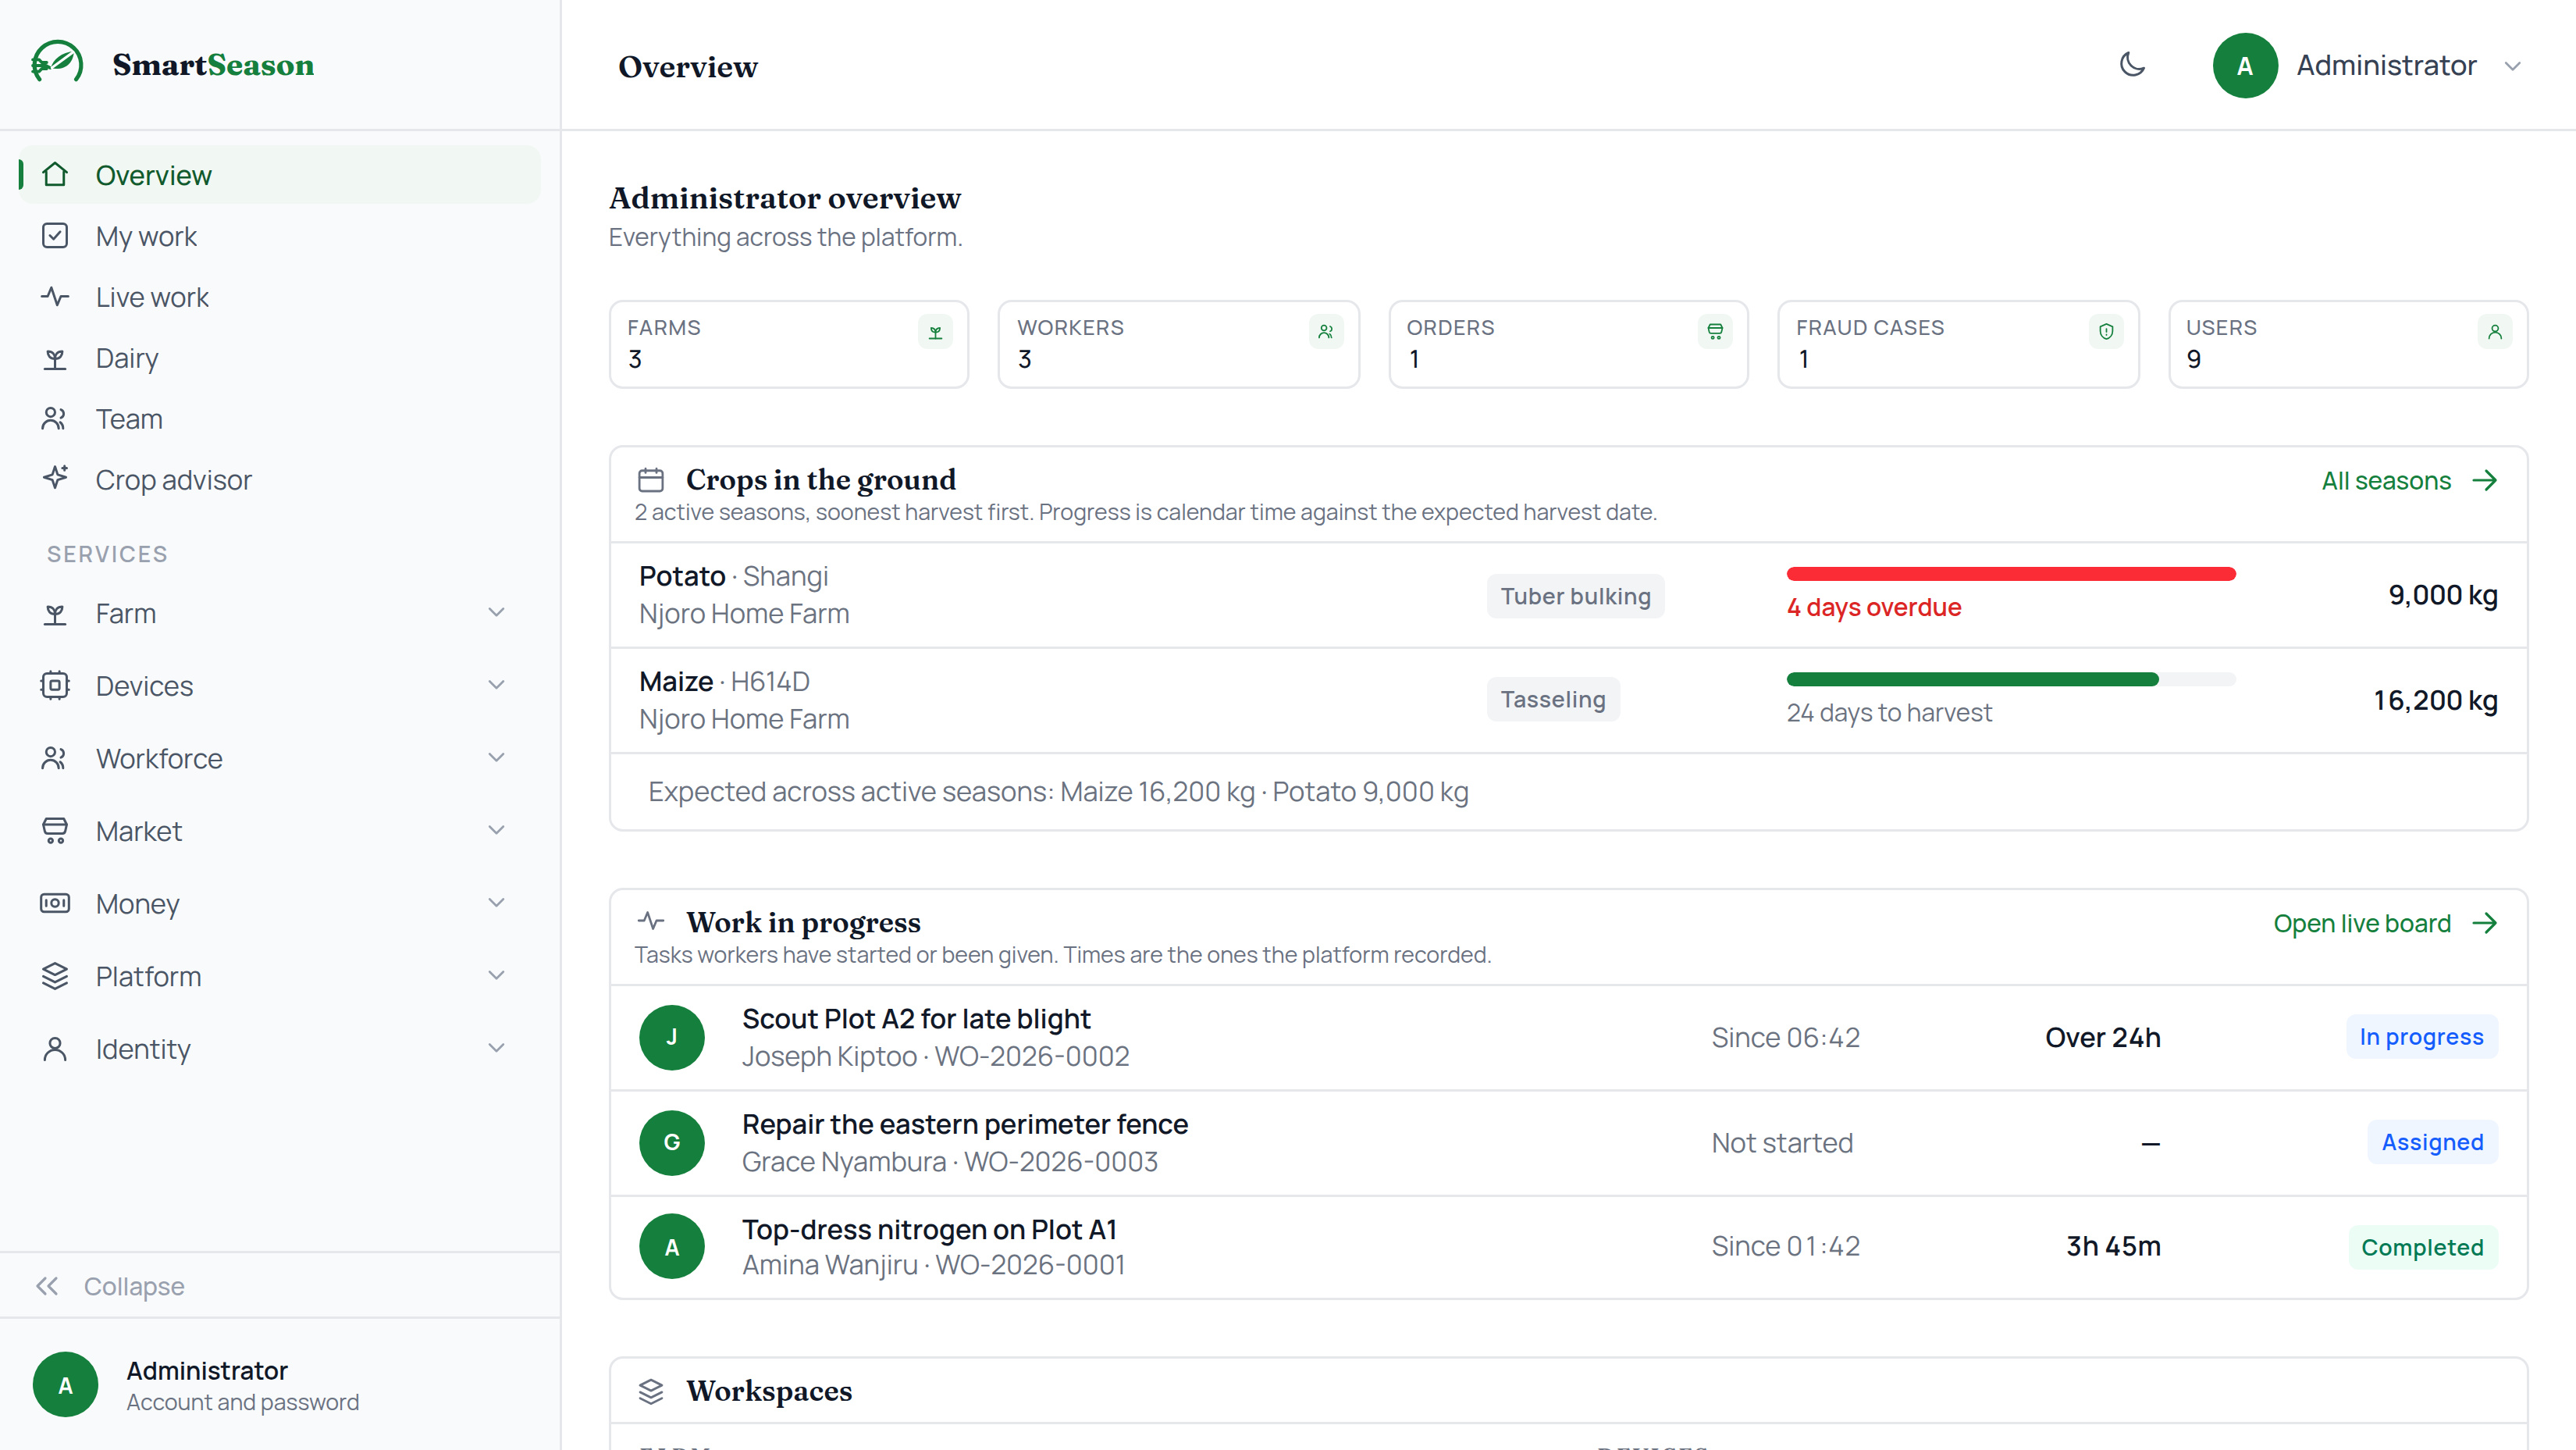 SmartSeason
Overview
A
Administrator
Overview
My work
Live work
Dairy
Team
Crop advisor
SERVICES
Farm
Devices
Workforce
Market
Money
Platform
Identity
Collapse
A
Administrator
Account and password
Administrator overview
Everything across the platform.
FARMS
3
WORKERS
3
ORDERS
1
FRAUD CASES
1
USERS
9
Crops in the ground
All seasons
2 active seasons, soonest harvest first. Progress is calendar time against the expected harvest date.
Potato · Shangi
Njoro Home Farm
Tuber bulking
4 days overdue
9,000 kg
Maize · H614D
Njoro Home Farm
Tasseling
24 days to harvest
16,200 kg
Expected across active seasons: Maize 16,200 kg · Potato 9,000 kg
Work in progress
Open live board
Tasks workers have started or been given. Times are the ones the platform recorded.
J
Scout Plot A2 for late blight
Joseph Kiptoo · WO-2026-0002
Since 06:42
Over 24h
In progress
G
Repair the eastern perimeter fence
Grace Nyambura · WO-2026-0003
Not started
–
Assigned
A
Top-dress nitrogen on Plot A1
Amina Wanjiru · WO-2026-0001
Since 01:42
3h 45m
Completed
Workspaces